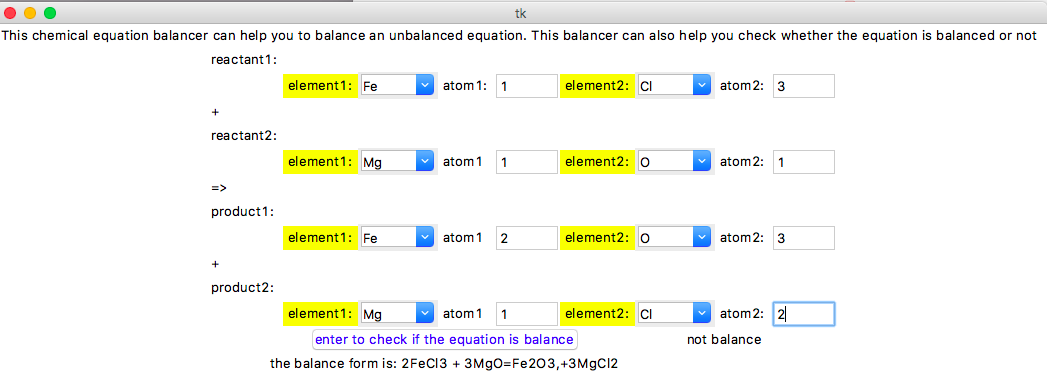 tk
This chemical equation balancer can help you to balance an unbalanced equation. This balancer can also help you check whether the equation is balanced or not
reactant1:
element1: Fe atom1: 1 element2: Cl atom2: 3
+
reactant2:
element1: Mg atom1 1 element2: O atom2: 1
=>
product1:
element1: Fe atom1 2 element2: O atom2: 3
+
product2:
element1: Mg atom1 1 element2: Cl atom2: 2
enter to check if the equation is balance not balance
the balance form is: 2FeCl3 + 3MgO=Fe2O3,+3MgCl2